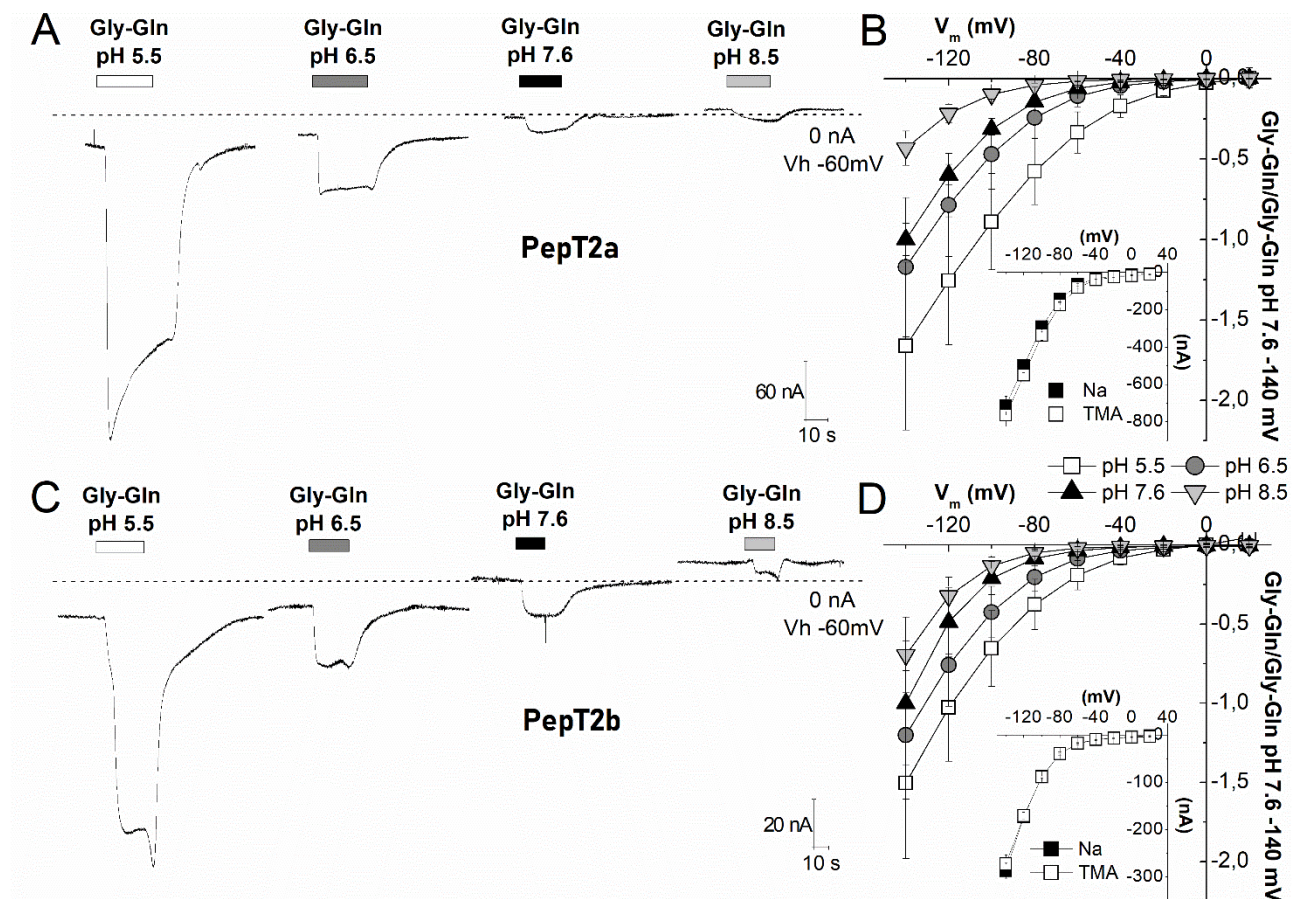 A
Gly-Gln
pH 5.5
Gly-Gln
pH 6.5
Gly-Gln
pH 7.6
Gly-Gln
pH 8.5
0 nA
Vh -60mV
PepT2a
60 nA
10 s
B
Vm (mV)
-120 -80 -40 0
-0,5
-1,0
-1,5
-2,0
Gly-Gln/Gly-Gln pH 7.6 -140 mV
(mV)
-120 -80 -40 0 40
0
-200
-400
-600
-800
(nA)
Na
TMA
pH 5.5 pH 6.5
pH 7.6 pH 8.5
C
Gly-Gln
pH 5.5
Gly-Gln
pH 6.5
Gly-Gln
pH 7.6
Gly-Gln
pH 8.5
0 nA
Vh -60mV
PepT2b
20 nA
10 s
D
Vm (mV)
-120 -80 -40 0
-0,5
-1,0
-1,5
-2,0
Gly-Gln/Gly-Gln pH 7.6 -140 mV
(mV)
-120 -80 -40 0 40
0
-100
-200
-300
(nA)
Na
TMA